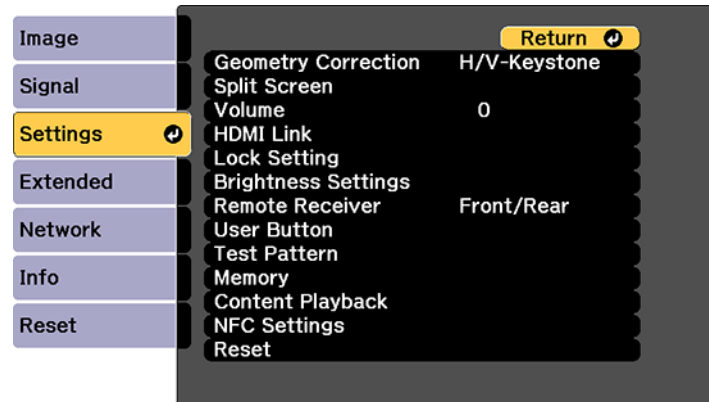 Image
Signal
Settings
Extended
Network
Info
Reset
Return
Geometry Correction H/V-Keystone
Split Screen
Volume 0
HDMI Link
Lock Setting
Brightness Settings
Remote Receiver Front/Rear
User Button
Test Pattern
Memory
Content Playback
NFC Settings
Reset